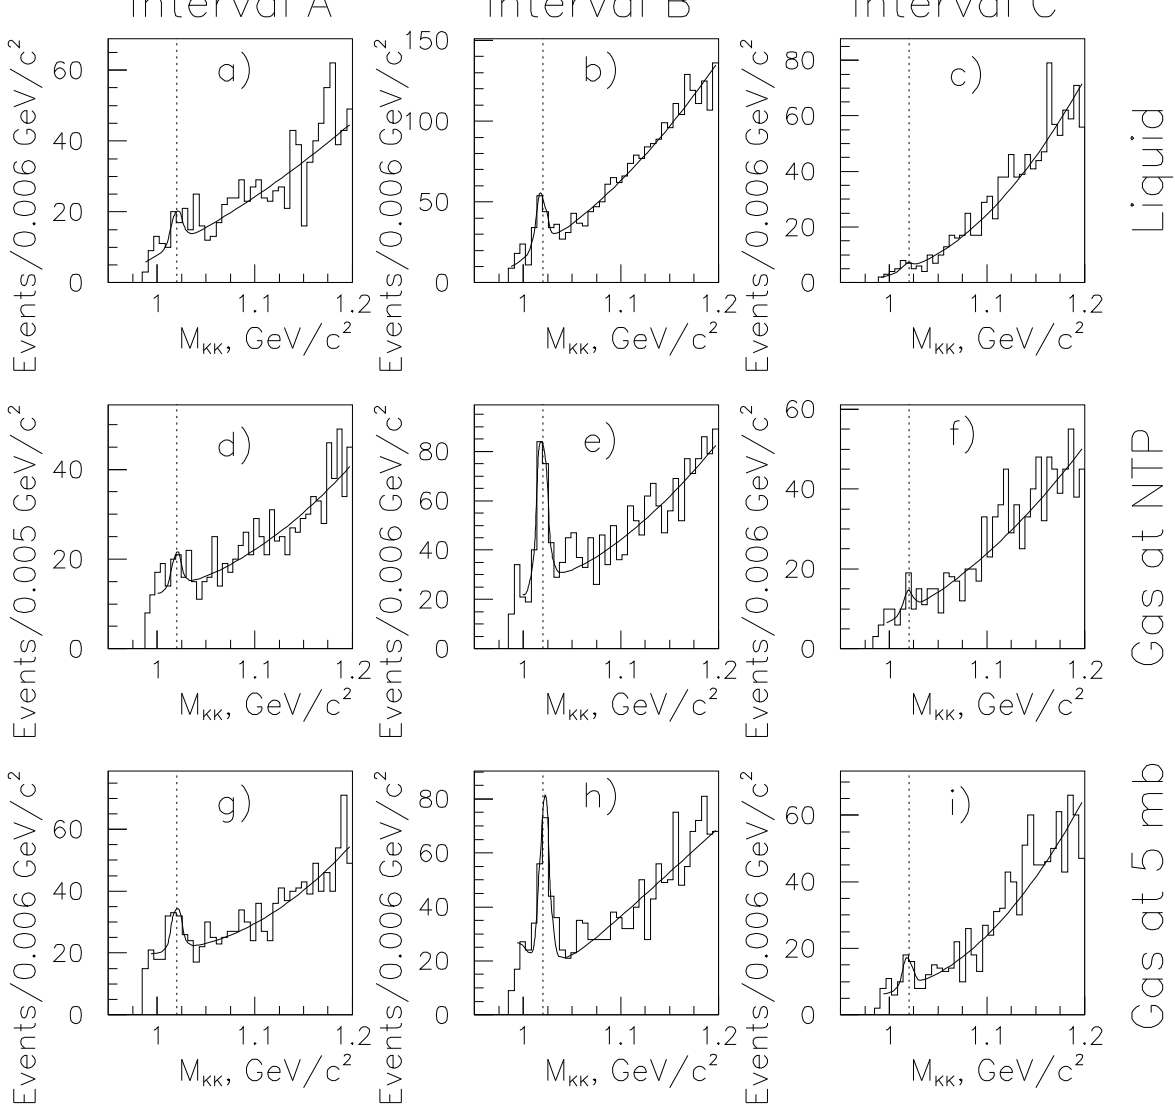 Interval A
Interval B
Interval C
Events/0.006 GeV/c²
60
40
20
0
a)
1
1.1
1.2
M_KK, GeV/c²
Events/0.006 GeV/c²
150
100
50
0
b)
1
1.1
1.2
M_KK, GeV/c²
Events/0.006 GeV/c²
80
60
40
20
0
c)
1
1.1
1.2
M_KK, GeV/c²
Liquid
Events/0.005 GeV/c²
40
20
0
d)
1
1.1
1.2
M_KK, GeV/c²
Events/0.006 GeV/c²
80
60
40
20
0
e)
1
1.1
1.2
M_KK, GeV/c²
Events/0.006 GeV/c²
60
40
20
0
f)
1
1.1
1.2
M_KK, GeV/c²
Gas at NTP
Events/0.006 GeV/c²
60
40
20
0
g)
1
1.1
1.2
M_KK, GeV/c²
Events/0.006 GeV/c²
80
60
40
20
0
h)
1
1.1
1.2
M_KK, GeV/c²
Events/0.006 GeV/c²
60
40
20
0
i)
1
1.1
1.2
M_KK, GeV/c²
Gas at 5 mb